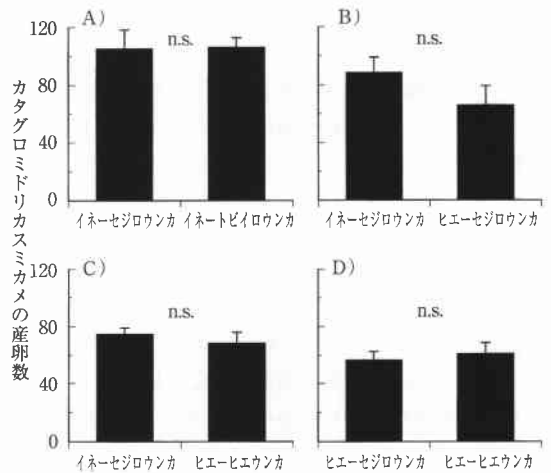 カタグロミドリカスミカメの産卵数
A)
n.s.
120
80
40
0
イネーセジロウンカ
イネートビイロウンカ
B)
n.s.
イネーセジロウンカ
ヒエーセジロウンカ
C)
n.s.
120
80
40
0
イネーセジロウンカ
ヒエーヒエウンカ
D)
n.s.
ヒエーセジロウンカ
ヒエーヒエウンカ